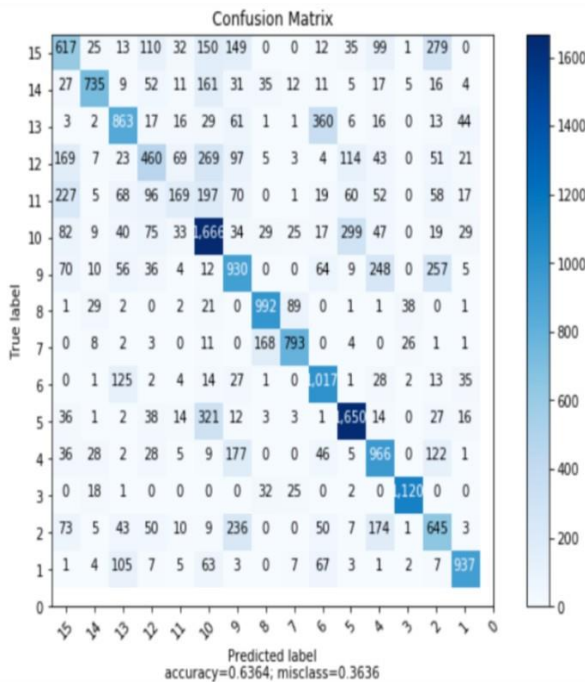 Confusion Matrix
15 617 25 13 110 32 150 149 0 0 12 35 99 1 279 0
14 27 735 9 52 11 161 31 35 12 11 5 17 5 16 4
13 3 2 863 17 16 29 61 1 1 360 6 16 0 13 44
12 169 7 23 460 69 269 97 5 3 4 114 43 0 51 21
11 227 5 68 96 169 197 70 0 1 19 60 52 0 58 17
10 82 9 40 75 33 1,666 34 29 25 17 299 47 0 19 29
9 70 10 56 36 4 12 930 0 0 64 9 248 0 257 5
8 1 29 2 0 2 21 0 992 89 0 1 1 38 0 1
7 0 8 2 3 0 11 0 168 793 0 4 0 26 1 1
6 0 1 125 2 4 14 27 1 0 1,017 1 28 2 13 35
5 36 1 2 38 14 321 12 3 3 1 1,650 14 0 27 16
4 36 28 2 28 5 9 177 0 0 46 5 966 0 122 1
3 0 18 1 0 0 0 0 32 25 0 2 0 1,120 0 0
2 73 5 43 50 10 9 236 0 0 50 7 174 1 645 3
1 1 4 105 7 5 63 3 0 7 67 3 1 2 7 937
0
15 14 13 12 11 10 9 8 7 6 5 4 3 2 1 0
True label
Predicted label
accuracy=0.6364; misclass=0.3636
1600
1400
1200
1000
800
600
400
200
0